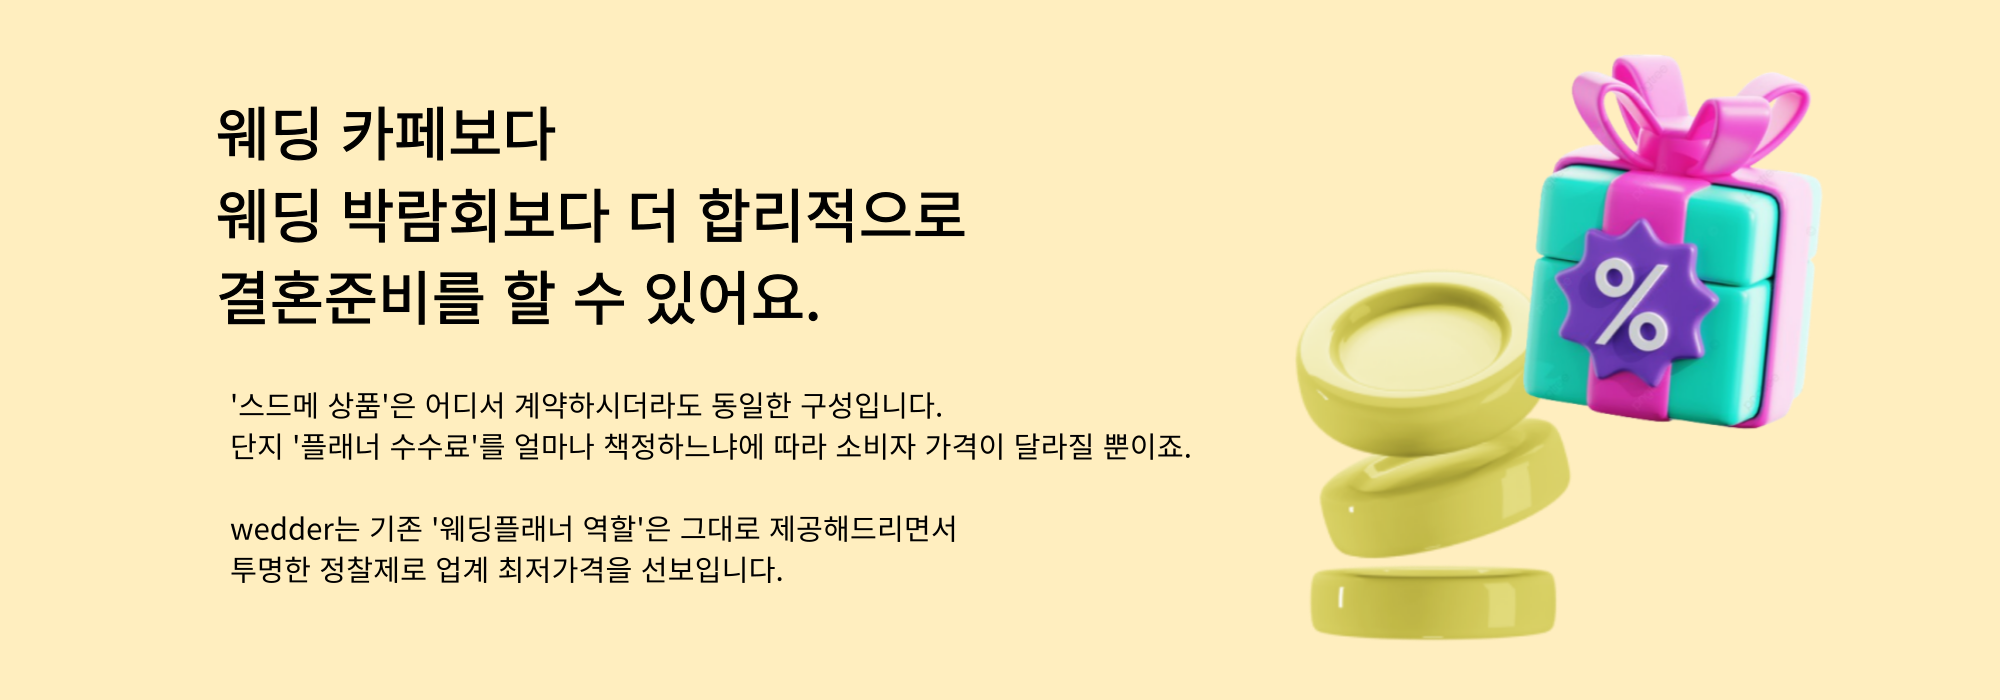 웨딩 카페보다
웨딩 박람회보다 더 합리적으로
결혼준비를 할 수 있어요.
'스드메 상품'은 어디서 계약하시더라도 동일한 구성입니다.
단지 '플래너 수수료'를 얼마나 책정하느냐에 따라 소비자 가격이 달라질 뿐이죠.
wedder는 기존 '웨딩플래너 역할'은 그대로 제공해드리면서
투명한 정찰제로 업계 최저가격을 선보입니다.
%